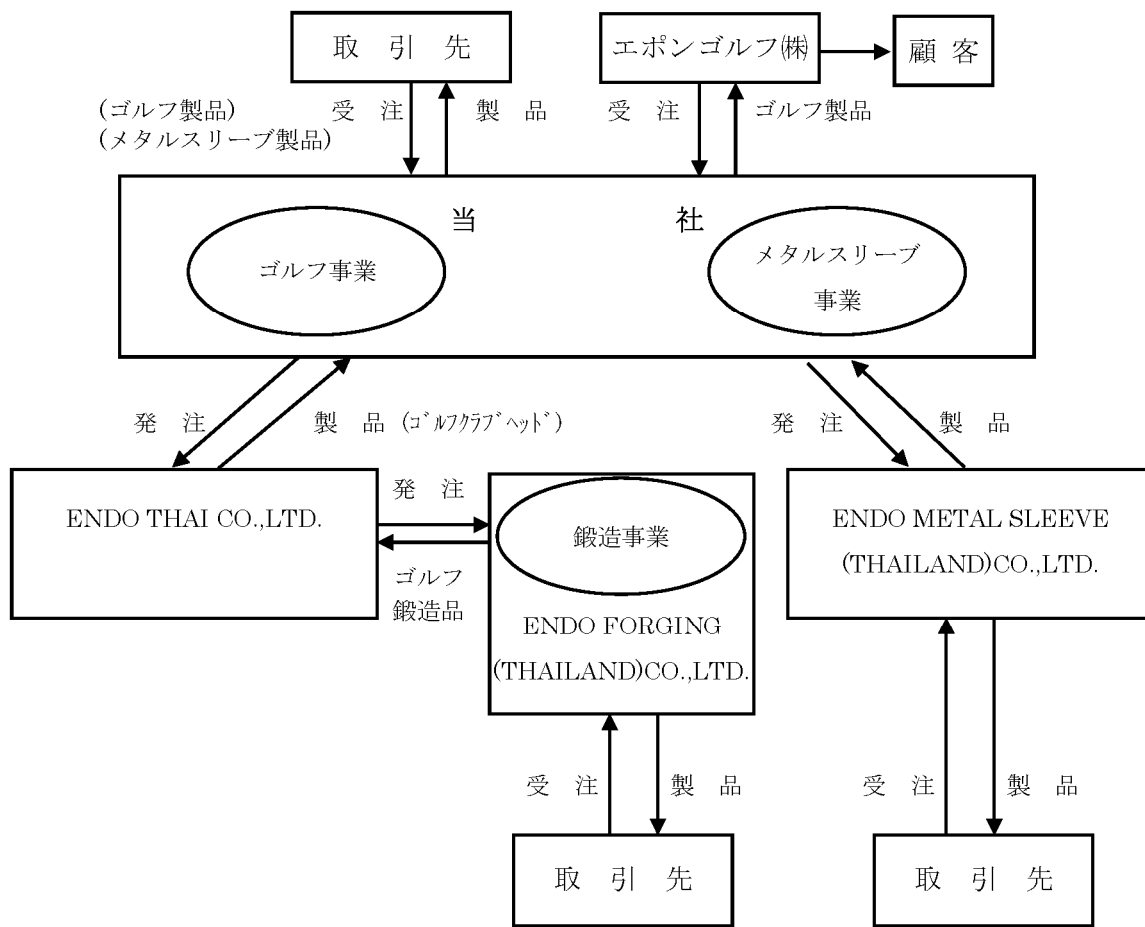 取 引 先
エポンゴルフ㈱
顧 客
(ゴルフ製品)
(メタルスリーブ製品)
受 注
製 品
受 注
ゴルフ製品
当 社
ゴルフ事業
メタルスリーブ
事業
発 注
製 品 (ｺﾞﾙﾌｸﾗﾌﾞﾍｯﾄﾞ)
発 注
製 品
ENDO THAI CO.,LTD.
発 注
ゴルフ
鍛造品
鍛造事業
ENDO FORGING
(THAILAND)CO.,LTD.
ENDO METAL SLEEVE
(THAILAND)CO.,LTD.
受 注
製 品
受 注
製 品
取 引 先
取 引 先